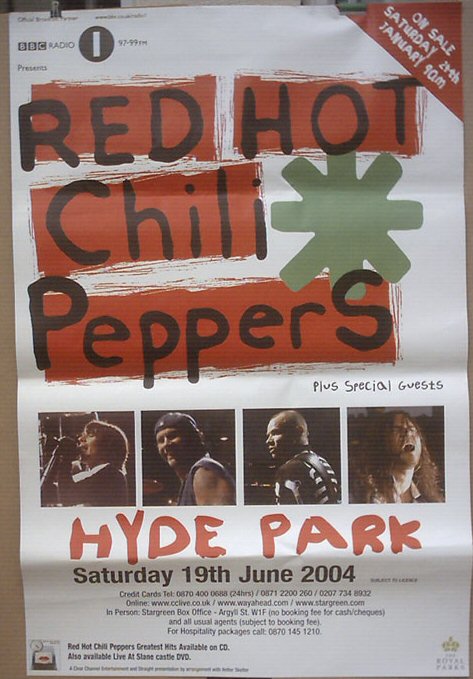 Official Broadcast Partner www.bbc.co.uk/radio1
BBC RADIO 1 97-99 FM
Presents
ON SALE
SATURDAY 24th
JANUARY 9am
RED HOT
Chili
Peppers
Plus Special Guests
HYDE PARK
Saturday 19th June 2004
SUBJECT TO LICENCE
Credit Cards Tel: 0870 400 0688 (24hrs) / 0871 2200 260 / 0207 734 8932
Online: www.cclive.co.uk / www.wayahead.com / www.stargreen.com
In Person: Stargreen Box Office - Argyll St. W1F (no booking fee for cash/cheques)
and all usual agents (subject to booking fee).
For Hospitality packages call: 0870 145 1210.
Red Hot Chili Peppers Greatest Hits Available on CD.
Also available Live At Slane castle DVD.
A Clear Channel Entertainment and Straight presentation by arrangement with
THE
ROYAL
PARKS